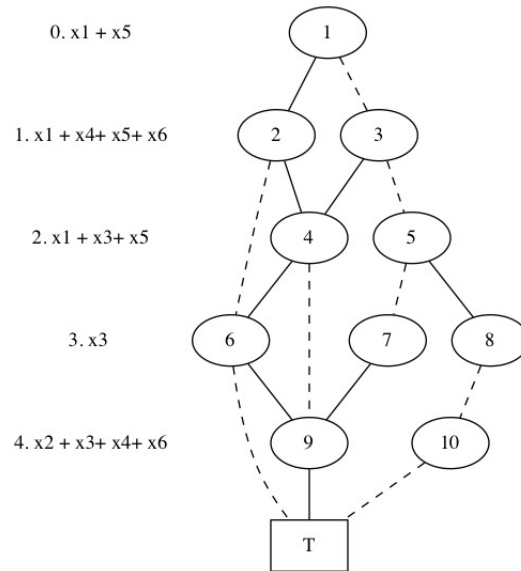 0. x1 + x5
1
1. x1 + x4+ x5+ x6
2
3
2. x1 + x3+ x5
4
5
3. x3
6
7
8
4. x2 + x3+ x4+ x6
9
10
T